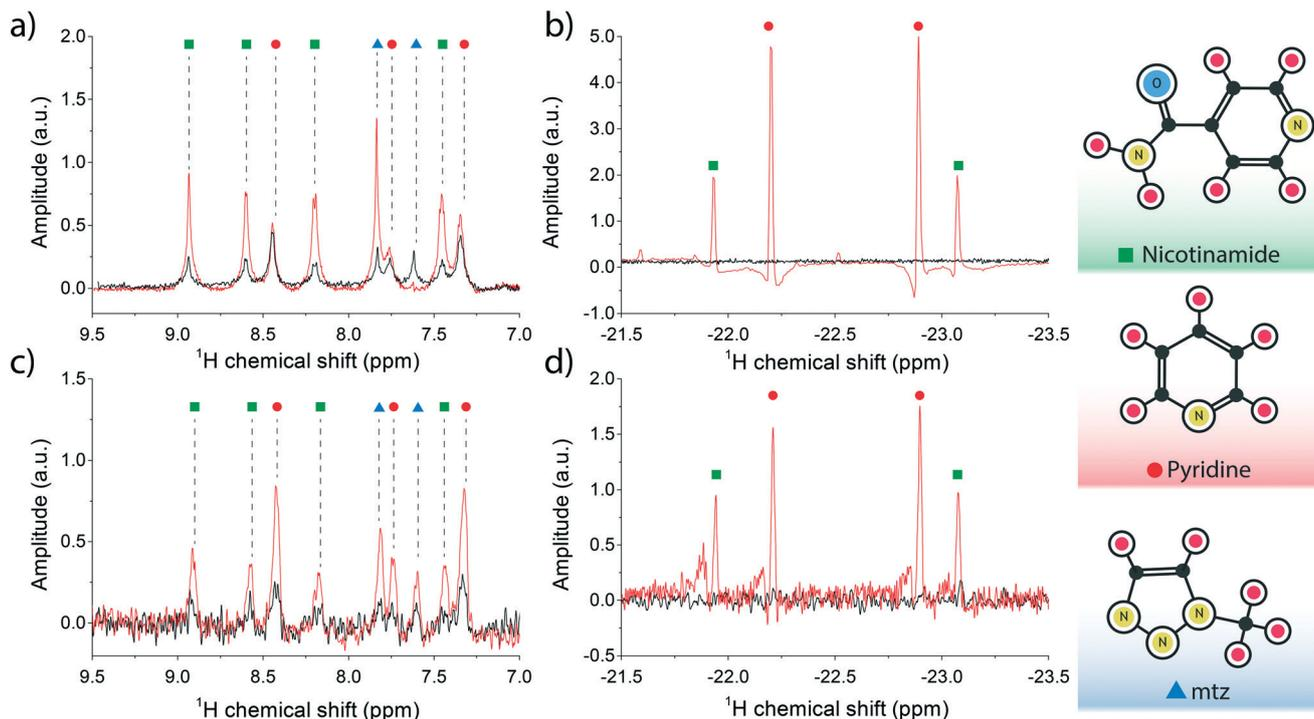 a)
2.0
1.5
1.0
0.5
0.0
Amplitude (a.u.)
9.5 9.0 8.5 8.0 7.5 7.0
¹H chemical shift (ppm)
b)
5.0
4.0
3.0
2.0
1.0
0.0
-1.0
Amplitude (a.u.)
-21.5 -22.0 -22.5 -23.0 -23.5
¹H chemical shift (ppm)
c)
1.5
1.0
0.5
0.0
Amplitude (a.u.)
9.5 9.0 8.5 8.0 7.5 7.0
¹H chemical shift (ppm)
d)
2.0
1.5
1.0
0.5
0.0
-0.5
Amplitude (a.u.)
-21.5 -22.0 -22.5 -23.0 -23.5
¹H chemical shift (ppm)
O
N
N
Nicotinamide
N
Pyridine
N
N
N
mtz